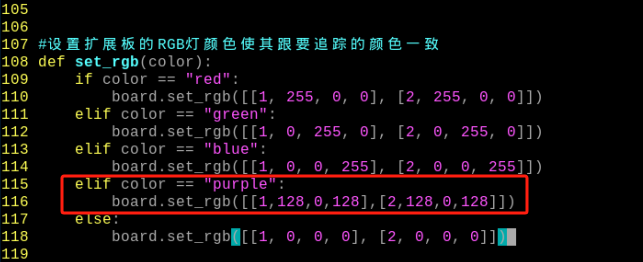 105
106
107 #设置扩展板的RGB灯颜色使其跟要追踪的颜色一致
108 def set_rgb(color):
109     if color == "red":
110         board.set_rgb([[1, 255, 0, 0], [2, 255, 0, 0]])
111     elif color == "green":
112         board.set_rgb([[1, 0, 255, 0], [2, 0, 255, 0]])
113     elif color == "blue":
114         board.set_rgb([[1, 0, 0, 255], [2, 0, 0, 255]])
115     elif color == "purple":
116         board.set_rgb([[1,128,0,128],[2,128,0,128]])
117     else:
118         board.set_rgb([[1, 0, 0, 0], [2, 0, 0, 0]])
119